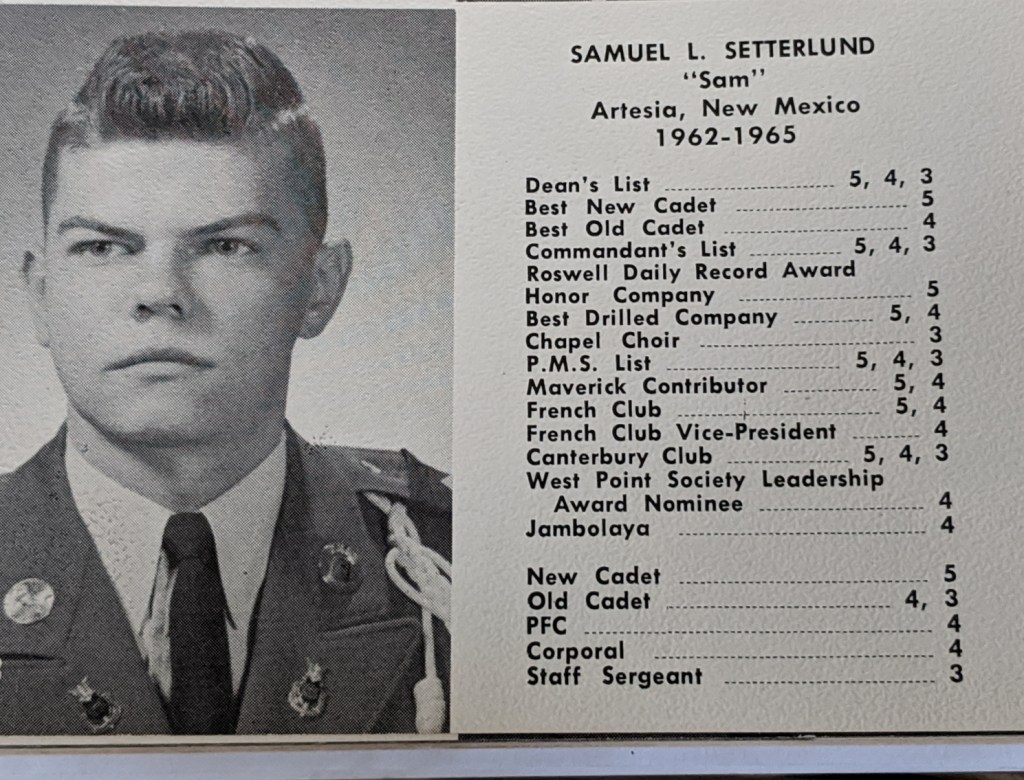 SAMUEL L. SETTERLUND
"Sam"
Artesia, New Mexico
1962-1965
Dean's List ........ 5, 4, 3
Best New Cadet ........ 5
Best Old Cadet ........ 4
Commandant's List ........ 5, 4, 3
Roswell Daily Record Award
Honor Company ........ 5
Best Drilled Company ........ 5, 4
Chapel Choir ........ 3
P.M.S. List ........ 5, 4, 3
Maverick Contributor ........ 5, 4
French Club ........ 5, 4
French Club Vice-President ........ 4
Canterbury Club ........ 5, 4, 3
West Point Society Leadership
Award Nominee ........ 4
Jambolaya ........ 4
New Cadet ........ 5
Old Cadet ........ 4, 3
PFC ........ 4
Corporal ........ 4
Staff Sergeant ........ 3